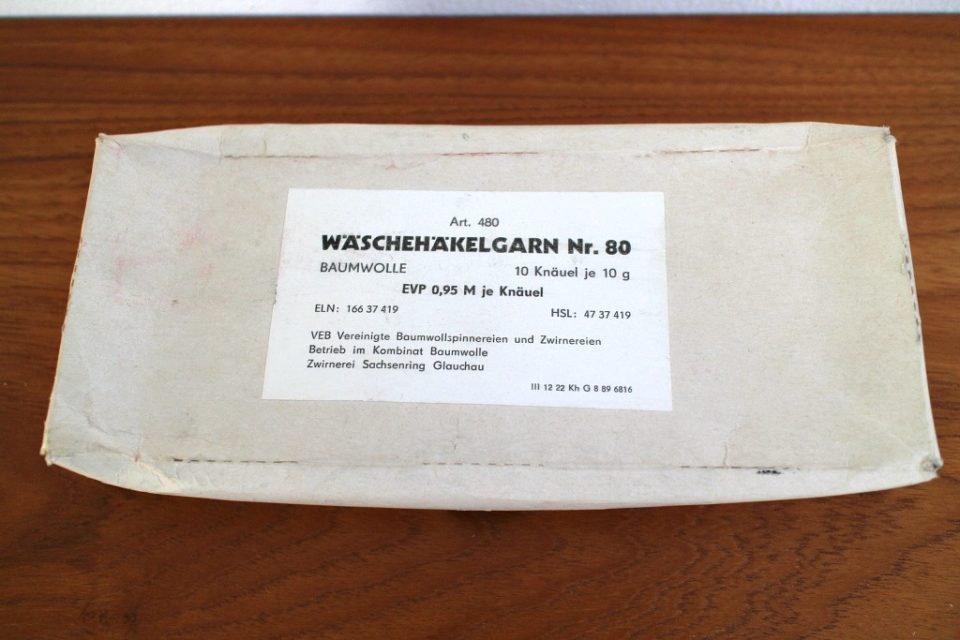 Art. 480
WÄSCHEHÄKELGARN Nr. 80
BAUMWOLLE 10 Knäuel je 10 g
EVP 0,95 M je Knäuel
ELN: 166 37 419 HSL: 47 37 419
VEB Vereinigte Baumwollspinnereien und Zwirnereien
Betrieb im Kombinat Baumwolle
Zwirnerei Sachsenring Glauchau
III 12 22 Kh G 8 89 6816